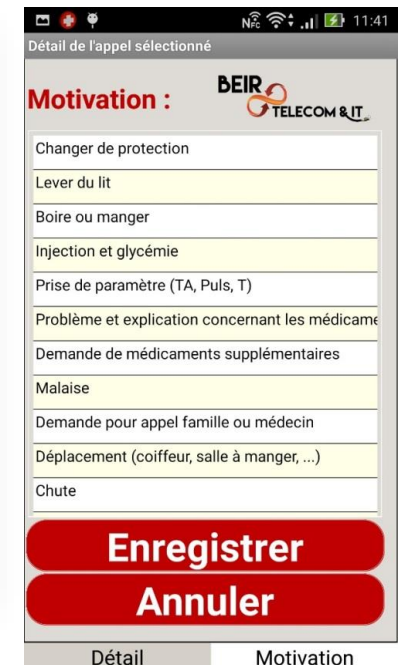 11:41
Détail de l'appel sélectionné
Motivation :
BEIR
TELECOM & IT
Changer de protection
Lever du lit
Boire ou manger
Injection et glycémie
Prise de paramètre (TA, Puls, T)
Problème et explication concernant les médicame
Demande de médicaments supplémentaires
Malaise
Demande pour appel famille ou médecin
Déplacement (coiffeur, salle à manger, ...)
Chute
Enregistrer
Annuler
Détail Motivation